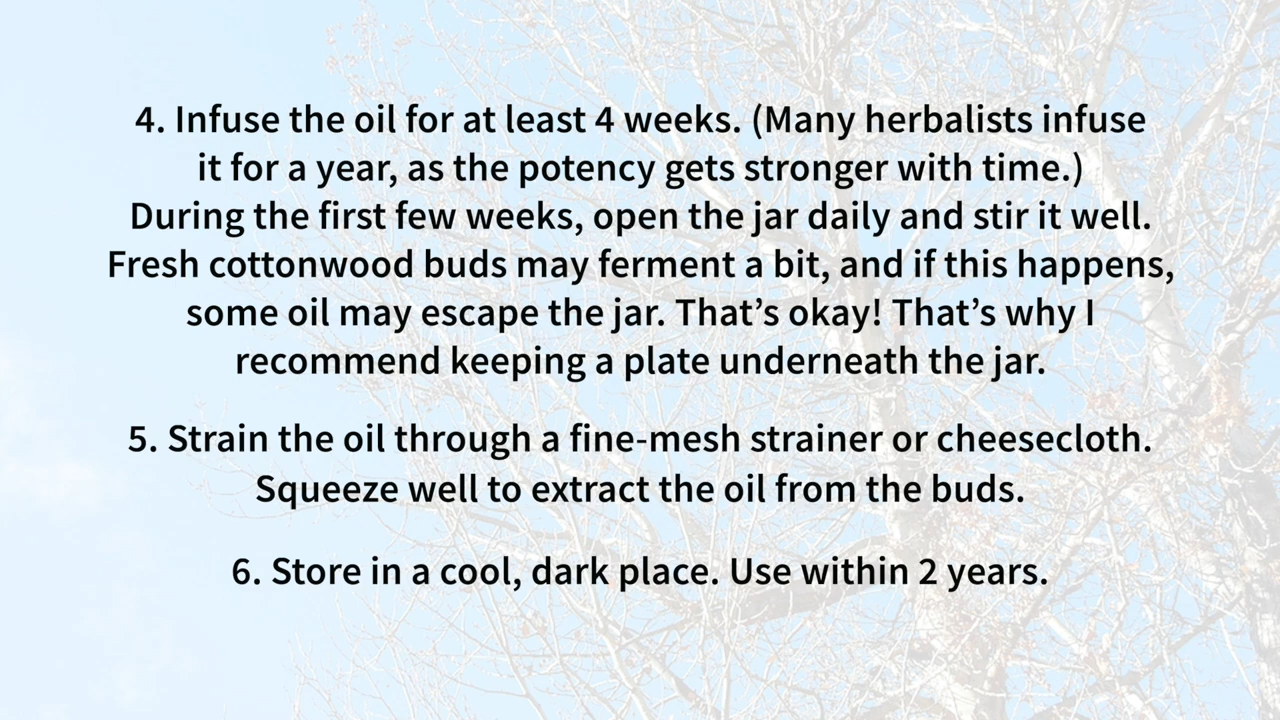 4. Infuse the oil for at least 4 weeks. (Many herbalists infuse
it for a year, as the potency gets stronger with time.)
During the first few weeks, open the jar daily and stir it well.
Fresh cottonwood buds may ferment a bit, and if this happens,
some oil may escape the jar. That’s okay! That’s why I
recommend keeping a plate underneath the jar.
5. Strain the oil through a fine-mesh strainer or cheesecloth.
Squeeze well to extract the oil from the buds.
6. Store in a cool, dark place. Use within 2 years.